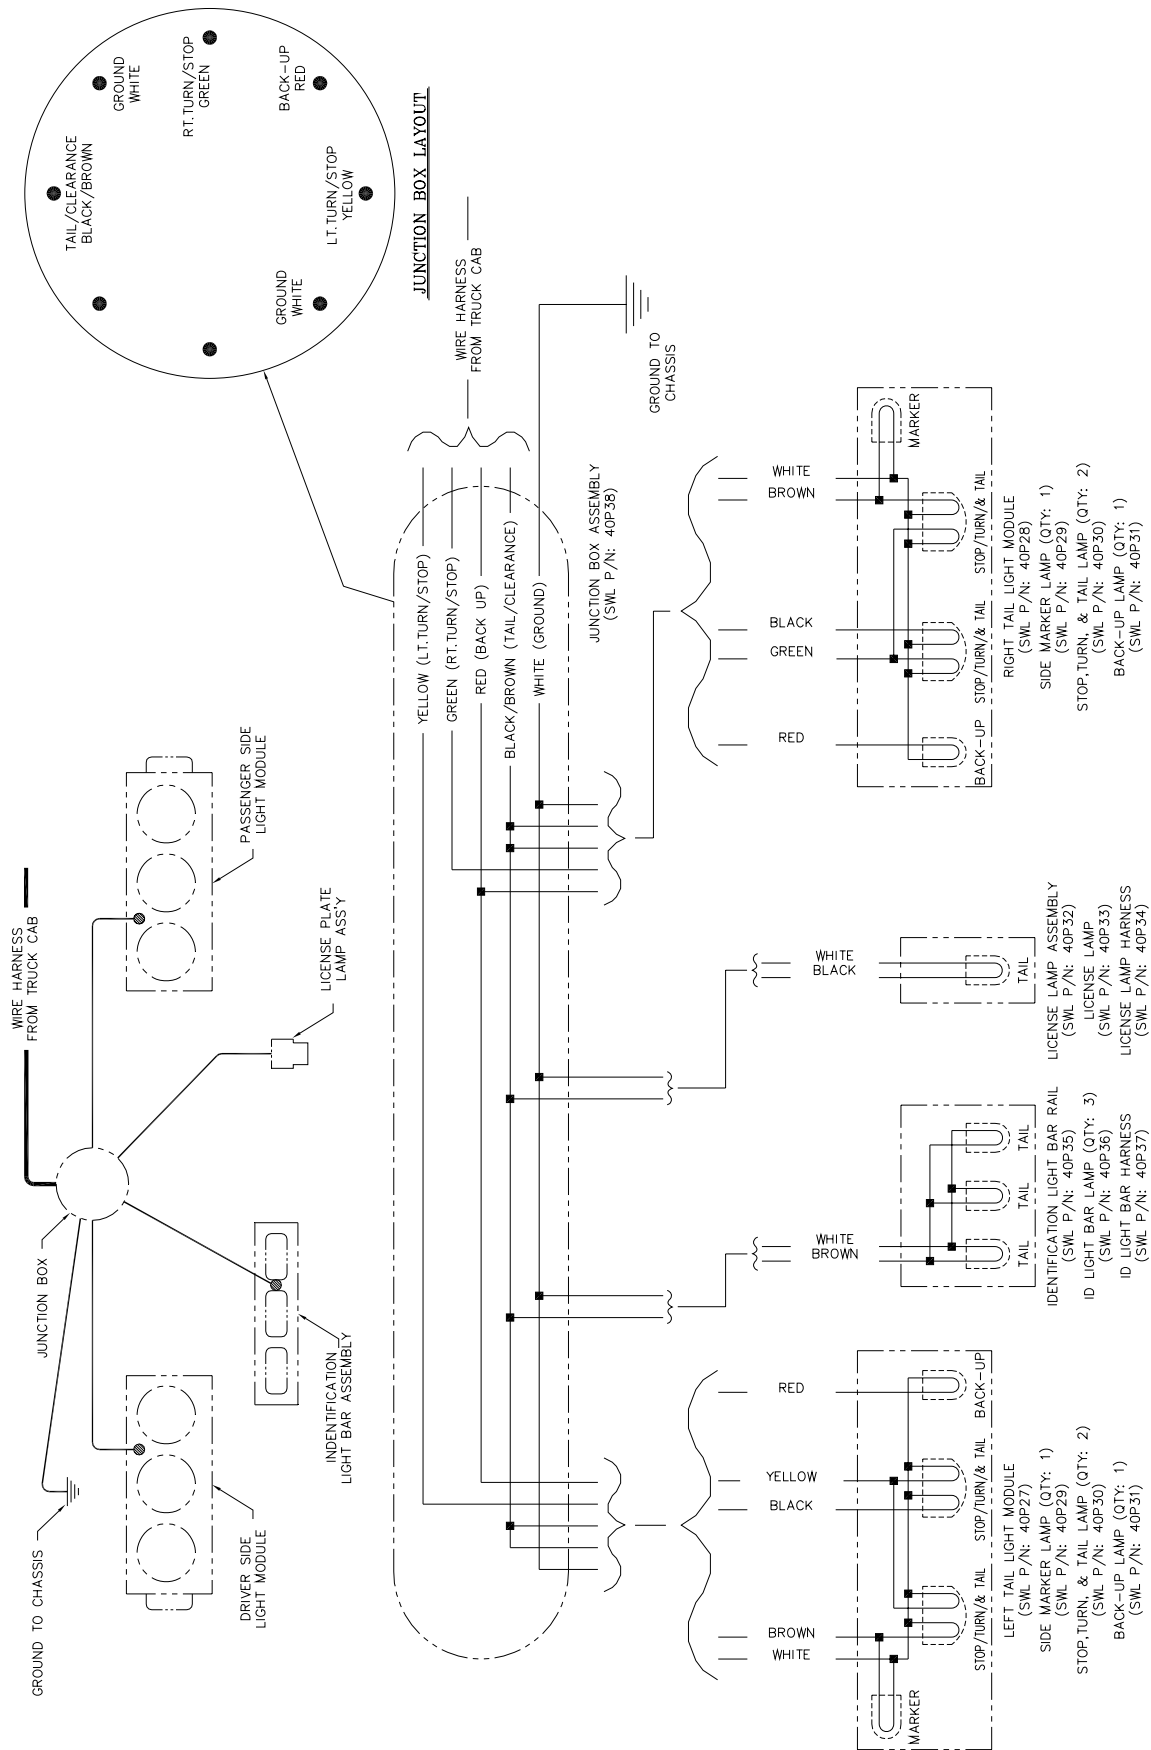 TAIL/CLEARANCE
BLACK/BROWN
GROUND
WHITE
RT.TURN/STOP
GREEN
BACK-UP
RED
LT.TURN/STOP
YELLOW
GROUND
WHITE
JUNCTION BOX LAYOUT
WIRE HARNESS
FROM TRUCK CAB
PASSENGER SIDE
LIGHT MODULE
LICENSE PLATE
LAMP ASS'Y
JUNCTION BOX
INDENTIFICATION
LIGHT BAR ASSEMBLY
GROUND TO CHASSIS
DRIVER SIDE
LIGHT MODULE
WIRE HARNESS
FROM TRUCK CAB
YELLOW (LT.TURN/STOP)
GREEN (RT.TURN/STOP)
RED (BACK UP)
BLACK/BROWN (TAIL/CLEARANCE)
WHITE (GROUND)
GROUND TO
CHASSIS
JUNCTION BOX ASSEMBLY
(SWL P/N: 40P38)
BROWN
WHITE
YELLOW
BLACK
RED
MARKER
STOP/TURN/& TAIL
STOP/TURN/& TAIL
BACK-UP
LEFT TAIL LIGHT MODULE
(SWL P/N: 40P27)
SIDE MARKER LAMP (QTY: 1)
(SWL P/N: 40P29)
STOP,TURN, & TAIL LAMP (QTY: 2)
(SWL P/N: 40P30)
BACK-UP LAMP (QTY: 1)
(SWL P/N: 40P31)
WHITE
BROWN
TAIL
TAIL
TAIL
IDENTIFICATION LIGHT BAR RAIL
(SWL P/N: 40P35)
ID LIGHT BAR LAMP (QTY: 3)
(SWL P/N: 40P36)
ID LIGHT BAR HARNESS
(SWL P/N: 40P37)
WHITE
BLACK
TAIL
LICENSE LAMP ASSEMBLY
(SWL P/N: 40P32)
LICENSE LAMP
(SWL P/N: 40P33)
LICENSE LAMP HARNESS
(SWL P/N: 40P34)
RED
BLACK
GREEN
WHITE
BROWN
BACK-UP
STOP/TURN/& TAIL
STOP/TURN/& TAIL
MARKER
RIGHT TAIL LIGHT MODULE
(SWL P/N: 40P28)
SIDE MARKER LAMP (QTY: 1)
(SWL P/N: 40P29)
STOP,TURN, & TAIL LAMP (QTY: 2)
(SWL P/N: 40P30)
BACK-UP LAMP (QTY: 1)
(SWL P/N: 40P31)